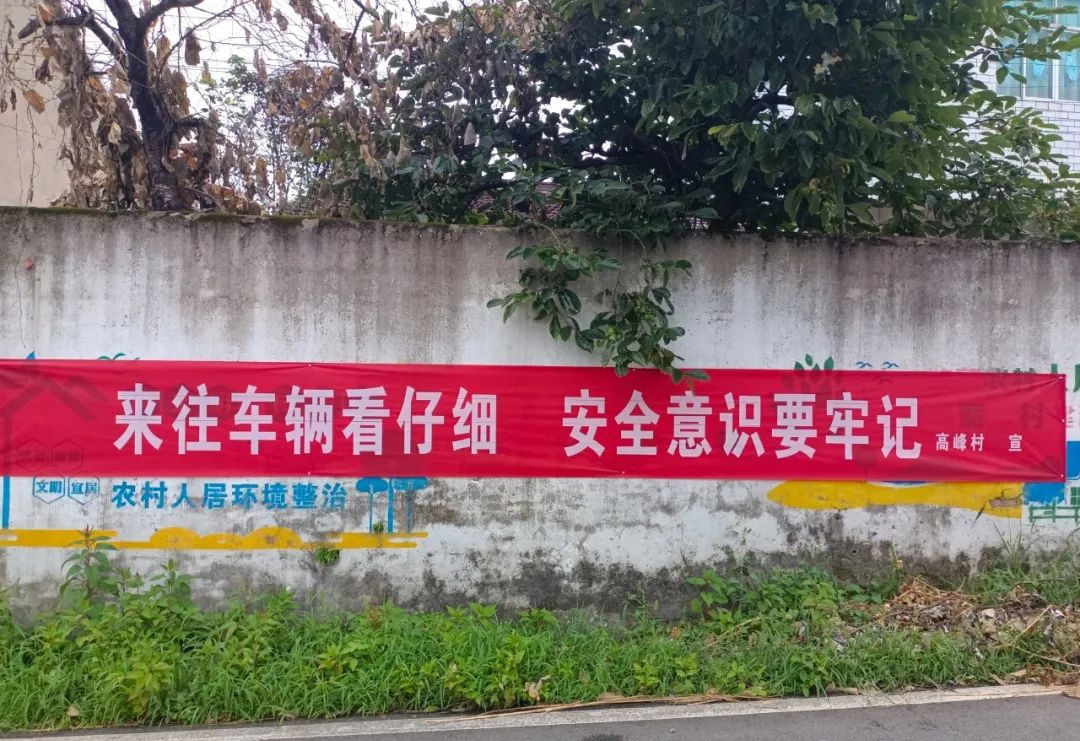 来往车辆看仔细 安全意识要牢记 高峰村 宣
文明 宜居 农村人居环境整治